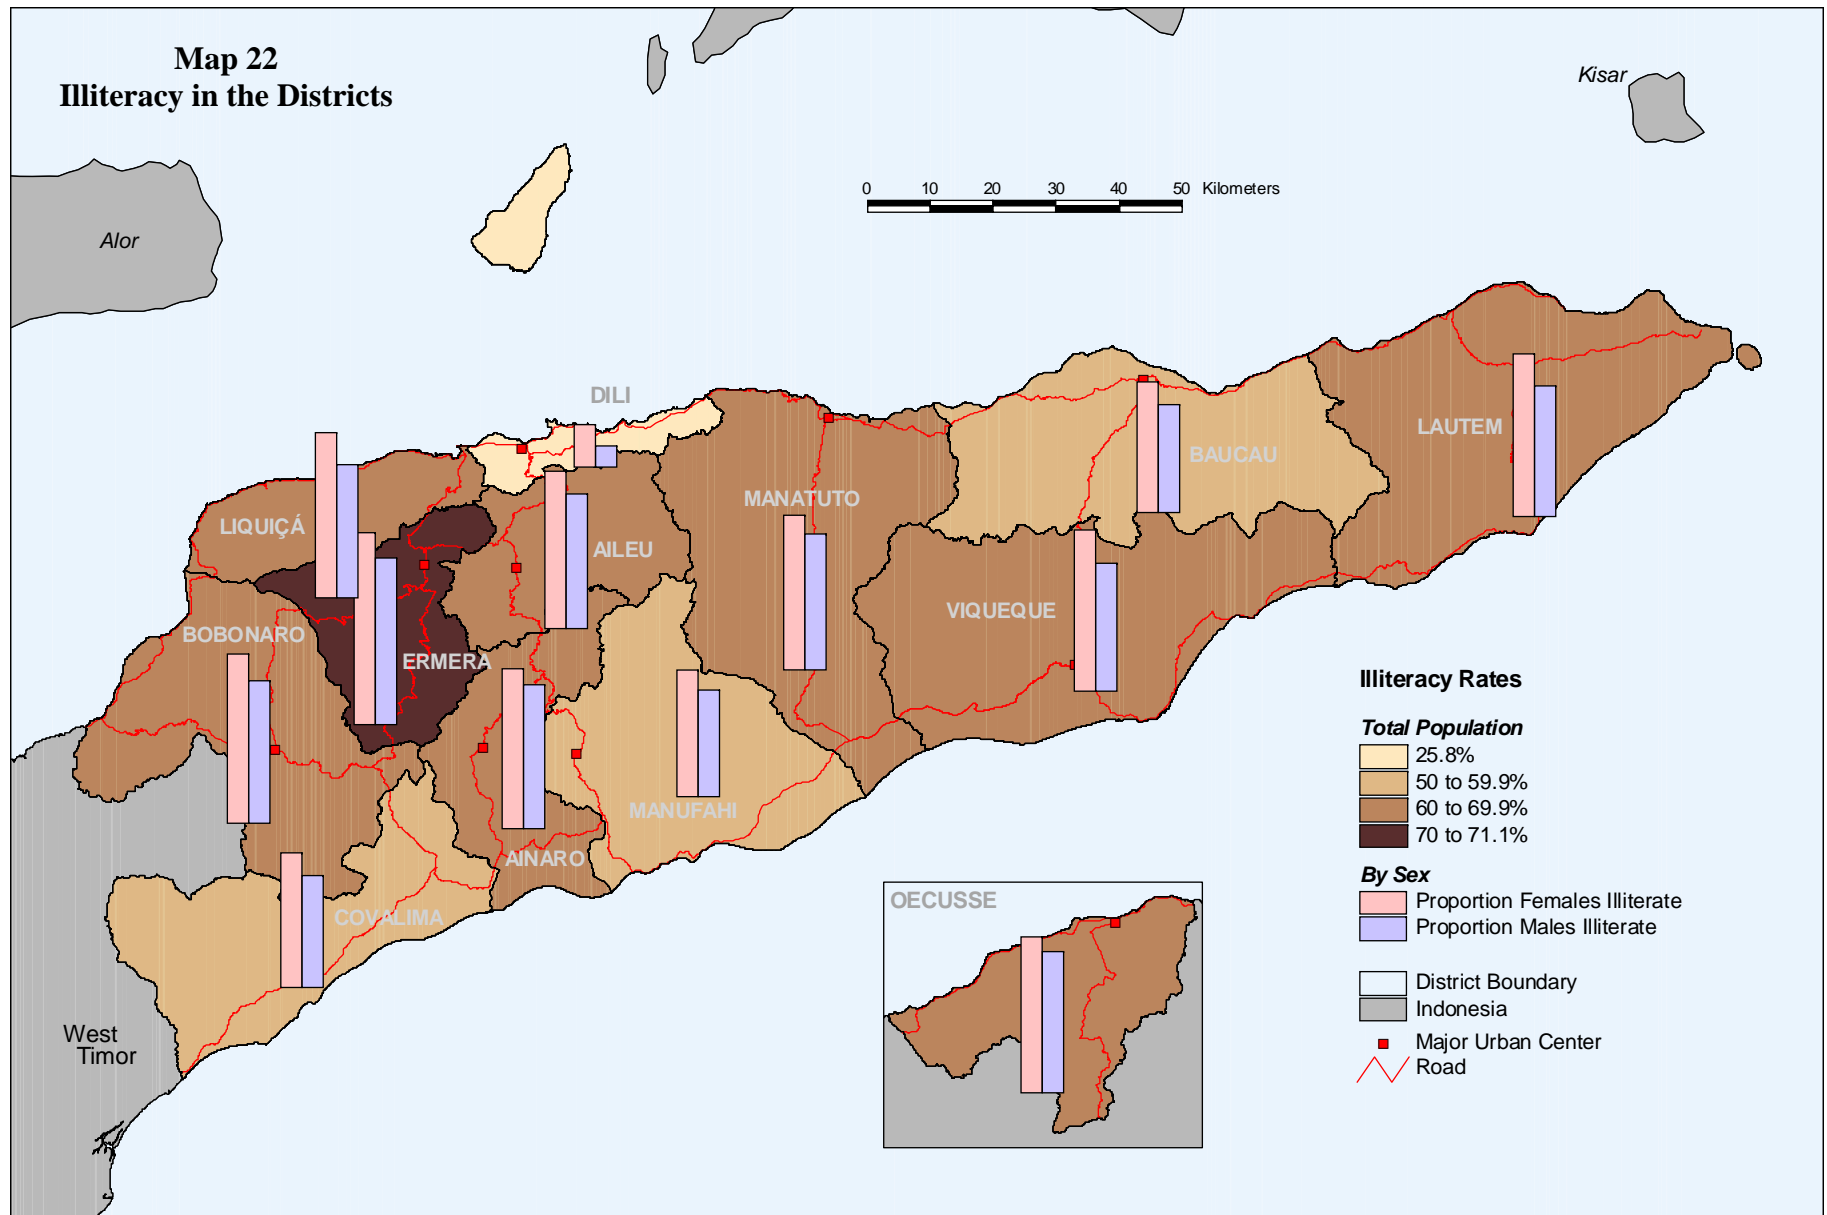 Map 22
Illiteracy in the Districts
Kisar
Alor
0 10 20 30 40 50 Kilometers
DILI
LAUTEM
BAUCAU
MANATUTO
LIQUIÇÁ
AILEU
VIQUEQUE
BOBONARO
ERMERA
MANUFAHI
AINARO
COVALIMA
OECUSSE
West
Timor
Illiteracy Rates
Total Population
25.8%
50 to 59.9%
60 to 69.9%
70 to 71.1%
By Sex
Proportion Females Illiterate
Proportion Males Illiterate
District Boundary
Indonesia
Major Urban Center
Road